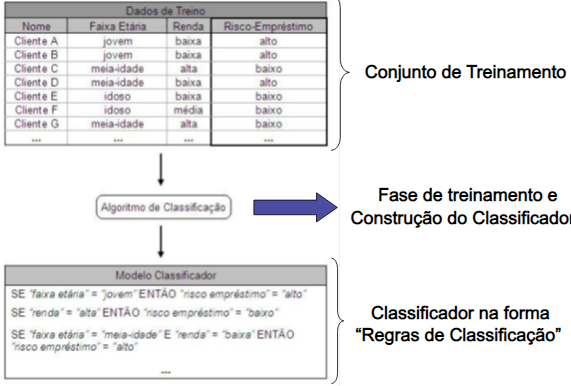 Dados de Treino
Nome Faixa Etária Renda Risco-Empréstimo
Cliente A jovem baixa alto
Cliente B jovem baixa alto
Cliente C meia-idade alta baixo
Cliente D meia-idade baixa alto
Cliente E idoso baixa baixo
Cliente F idoso média baixo
Cliente G meia-idade alta baixo
... ... ... ...
Conjunto de Treinamento
Algoritmo de Classificação
Fase de treinamento e
Construção do Classificador
Modelo Classificador
SE "faixa etária" = "jovem" ENTÃO "risco empréstimo" = "alto"
SE "renda" = "alta" ENTÃO "risco empréstimo" = "baixo"
SE "faixa etária" = "meia-idade" E "renda" = "baixa" ENTÃO
"risco empréstimo" = "alto"
...
Classificador na forma
“Regras de Classificação”